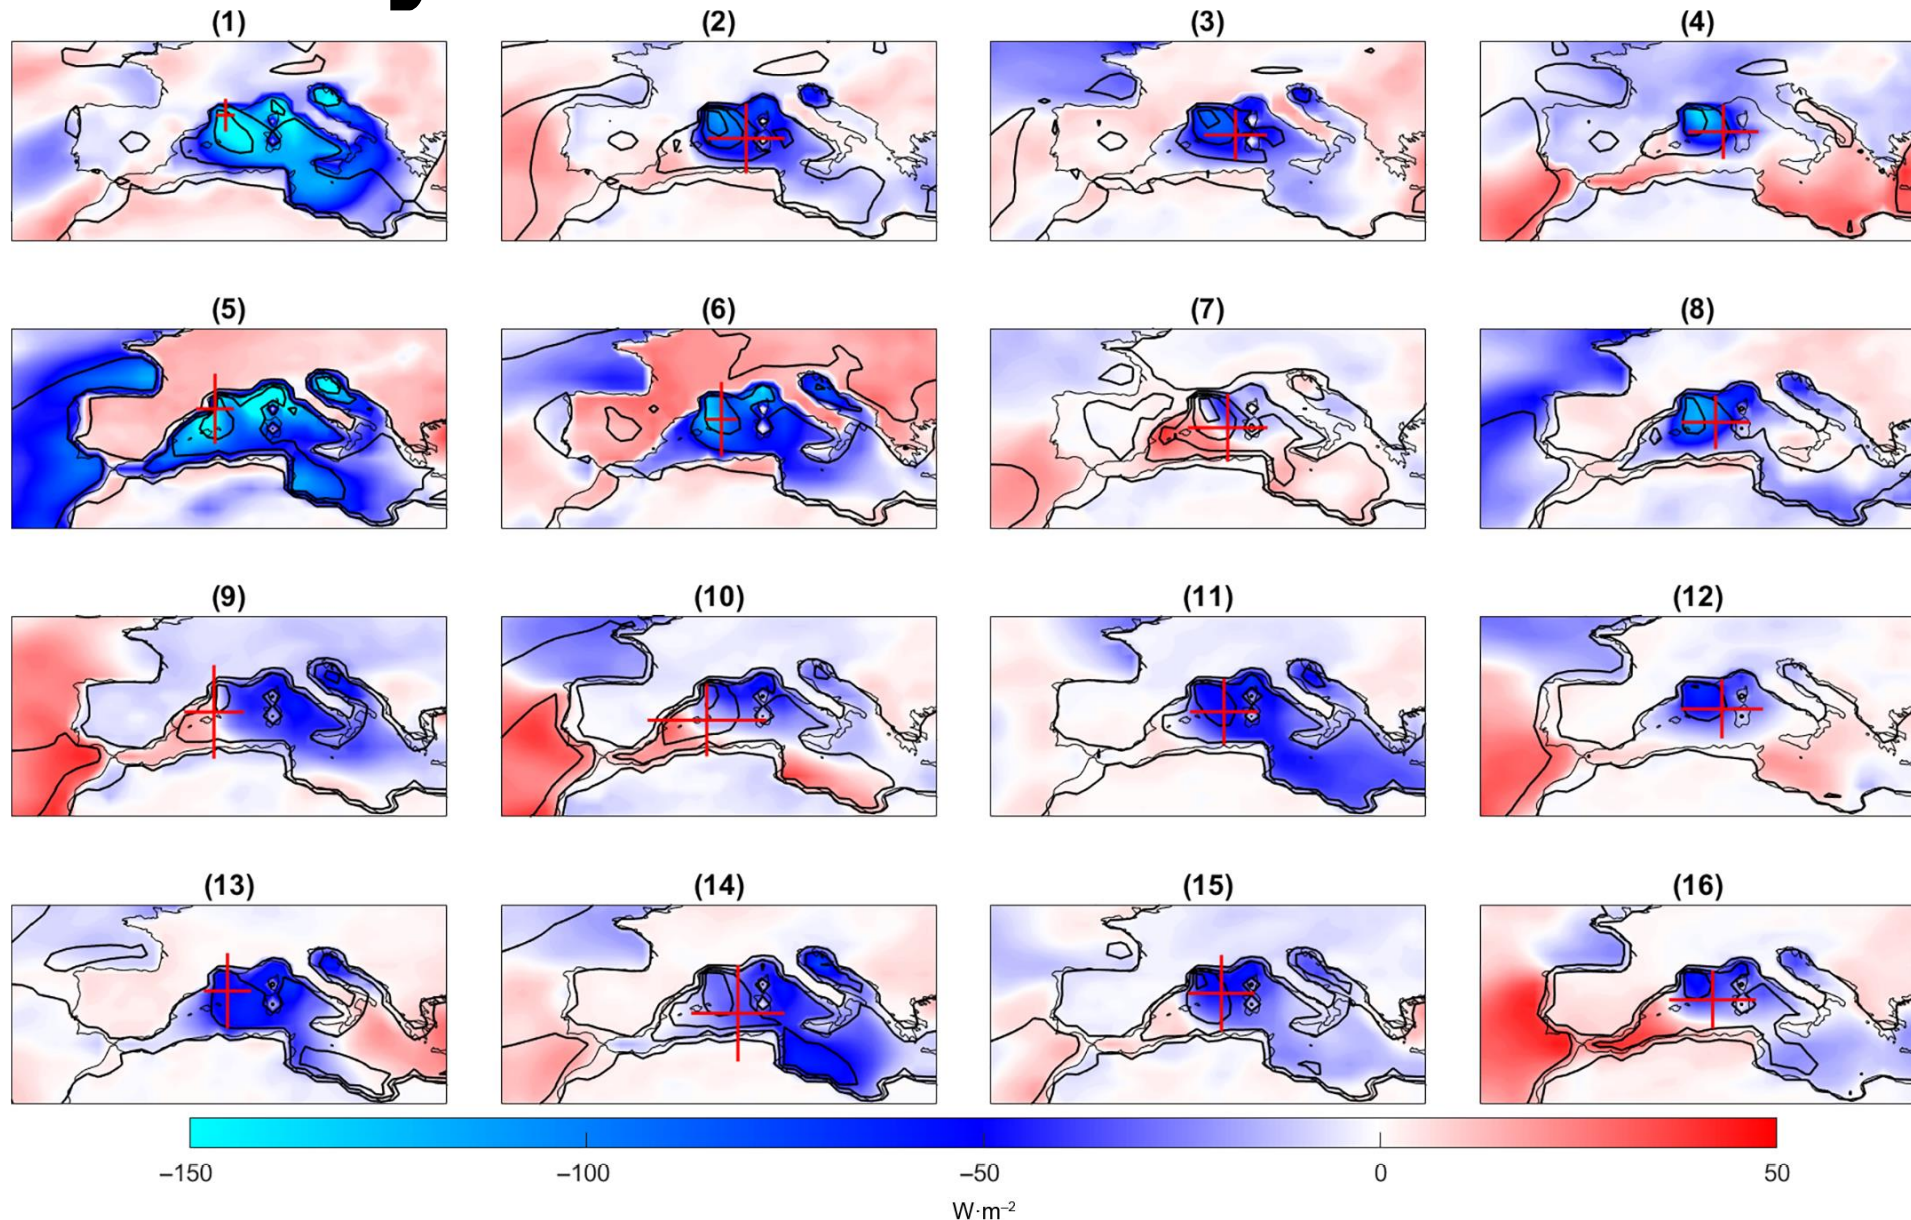 (1) (2) (3) (4)
(5) (6) (7) (8)
(9) (10) (11) (12)
(13) (14) (15) (16)
−150 −100 −50 0 50
W·m⁻²